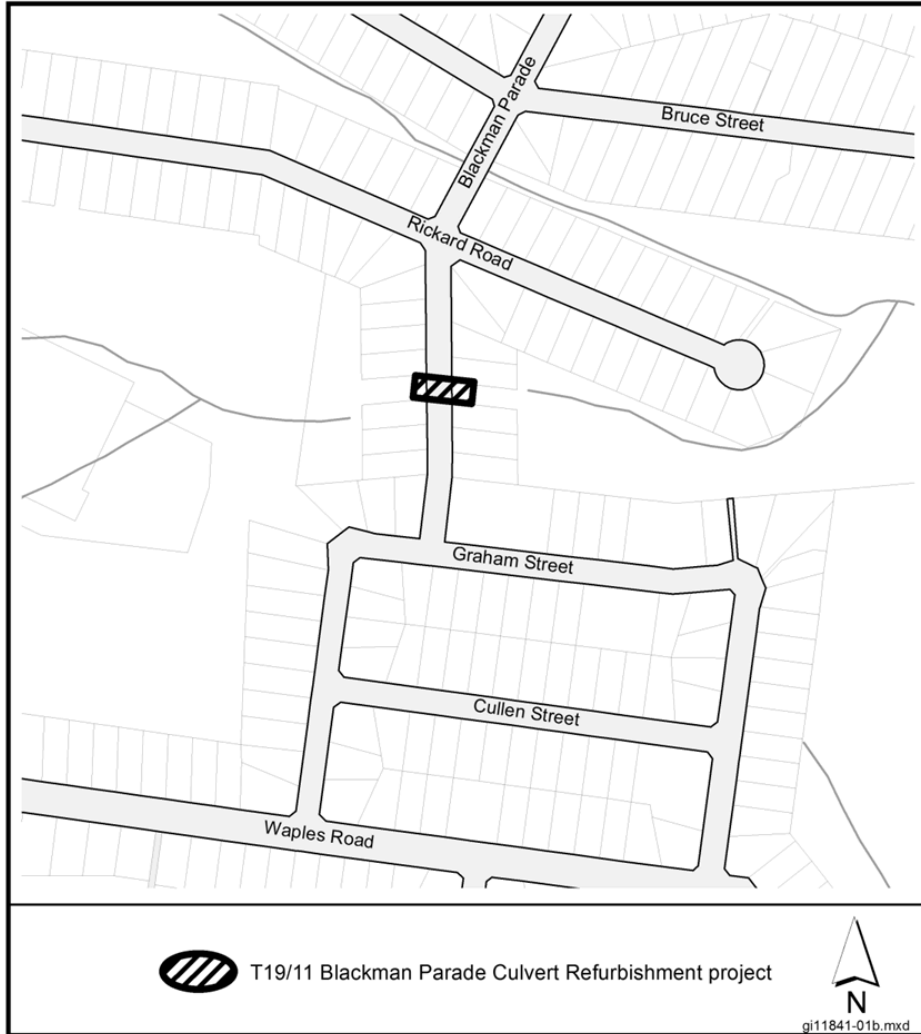 Bruce Street
Blackman Parade
Rickard Road
Graham Street
Cullen Street
Waples Road
T19/11 Blackman Parade Culvert Refurbishment project
N
gi11841-01b.mxd